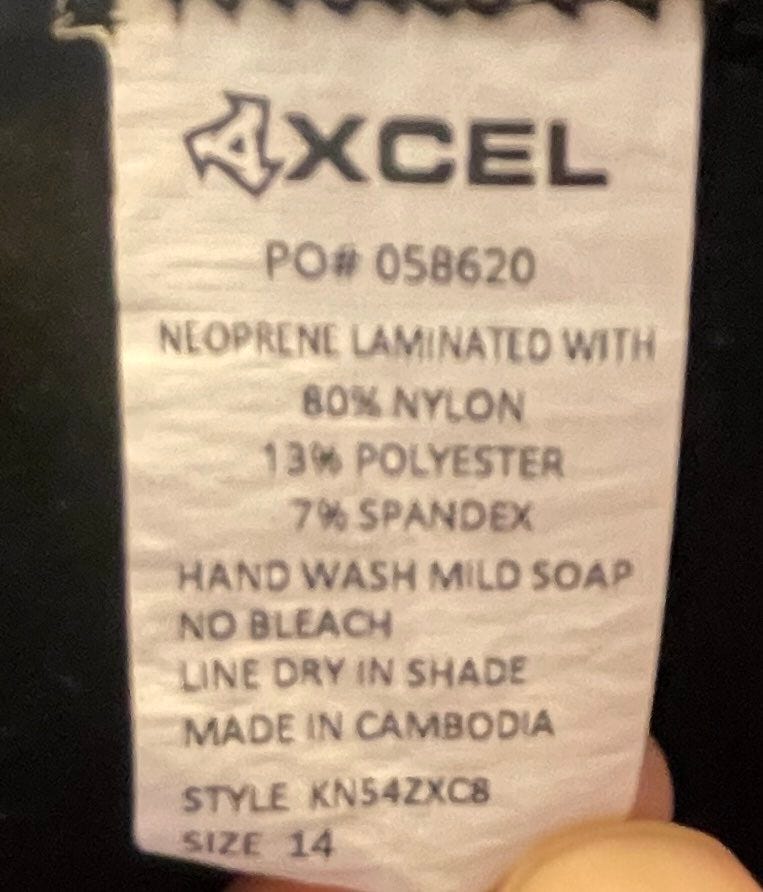 XCEL
PO# 058620
NEOPRENE LAMINATED WITH
80% NYLON
13% POLYESTER
7% SPANDEX
HAND WASH MILD SOAP
NO BLEACH
LINE DRY IN SHADE
MADE IN CAMBODIA
STYLE KN54ZXC8
SIZE 14